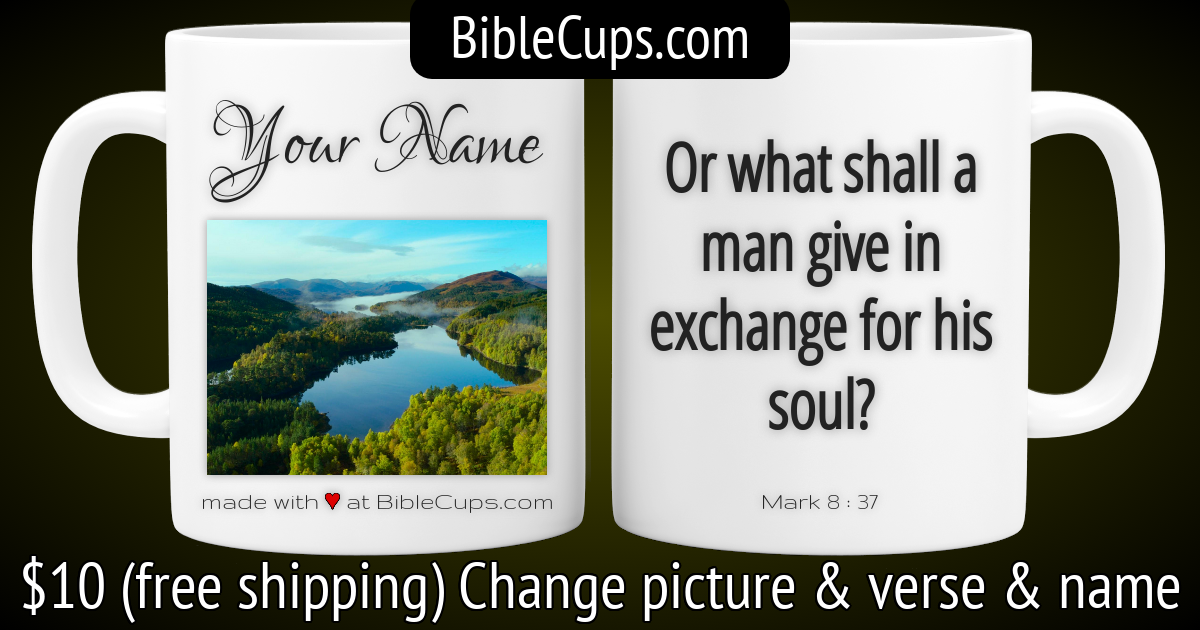 BibleCups.com
Your Name
made with ♥ at BibleCups.com
Or what shall a
man give in
exchange for his
soul?
Mark 8 : 37
$10 (free shipping) Change picture & verse & name